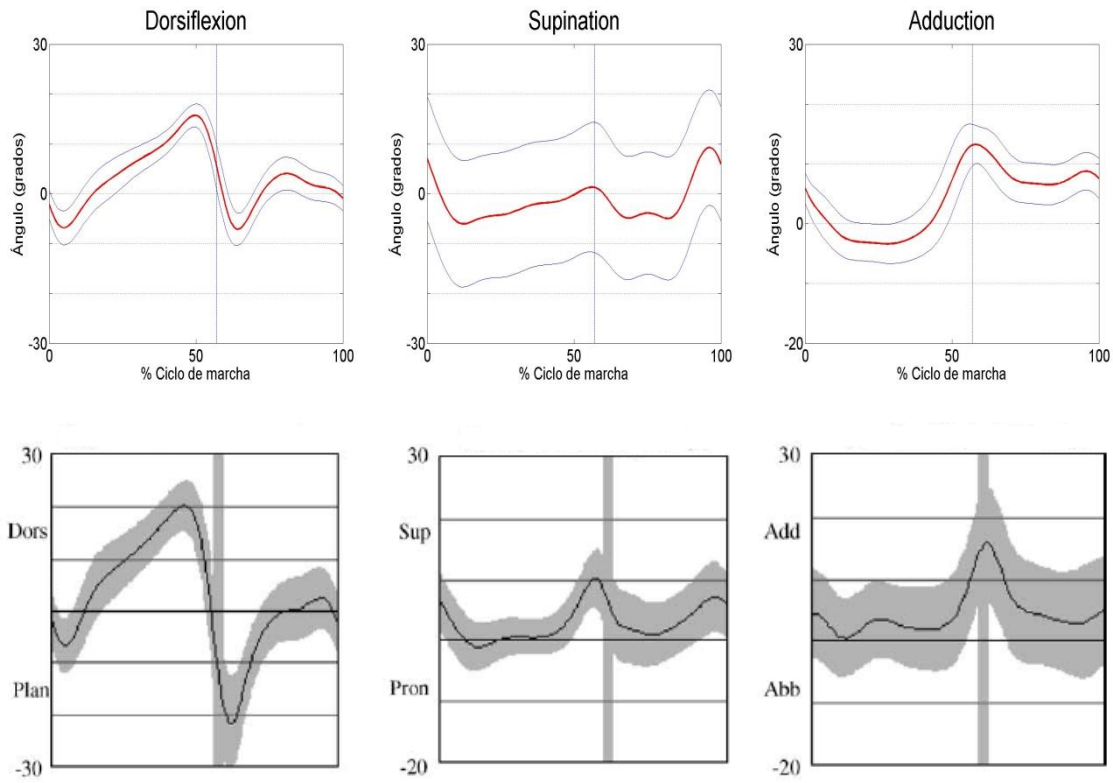 Dorsiflexion
30
Ángulo (grados)
0
-30
0
50
100
% Ciclo de marcha
Supination
30
Ángulo (grados)
0
-30
0
50
100
% Ciclo de marcha
Adduction
30
Ángulo (grados)
0
-20
0
50
100
% Ciclo de marcha
30
Dors
Plan
-30
30
Sup
Pron
-20
30
Add
Abb
-20